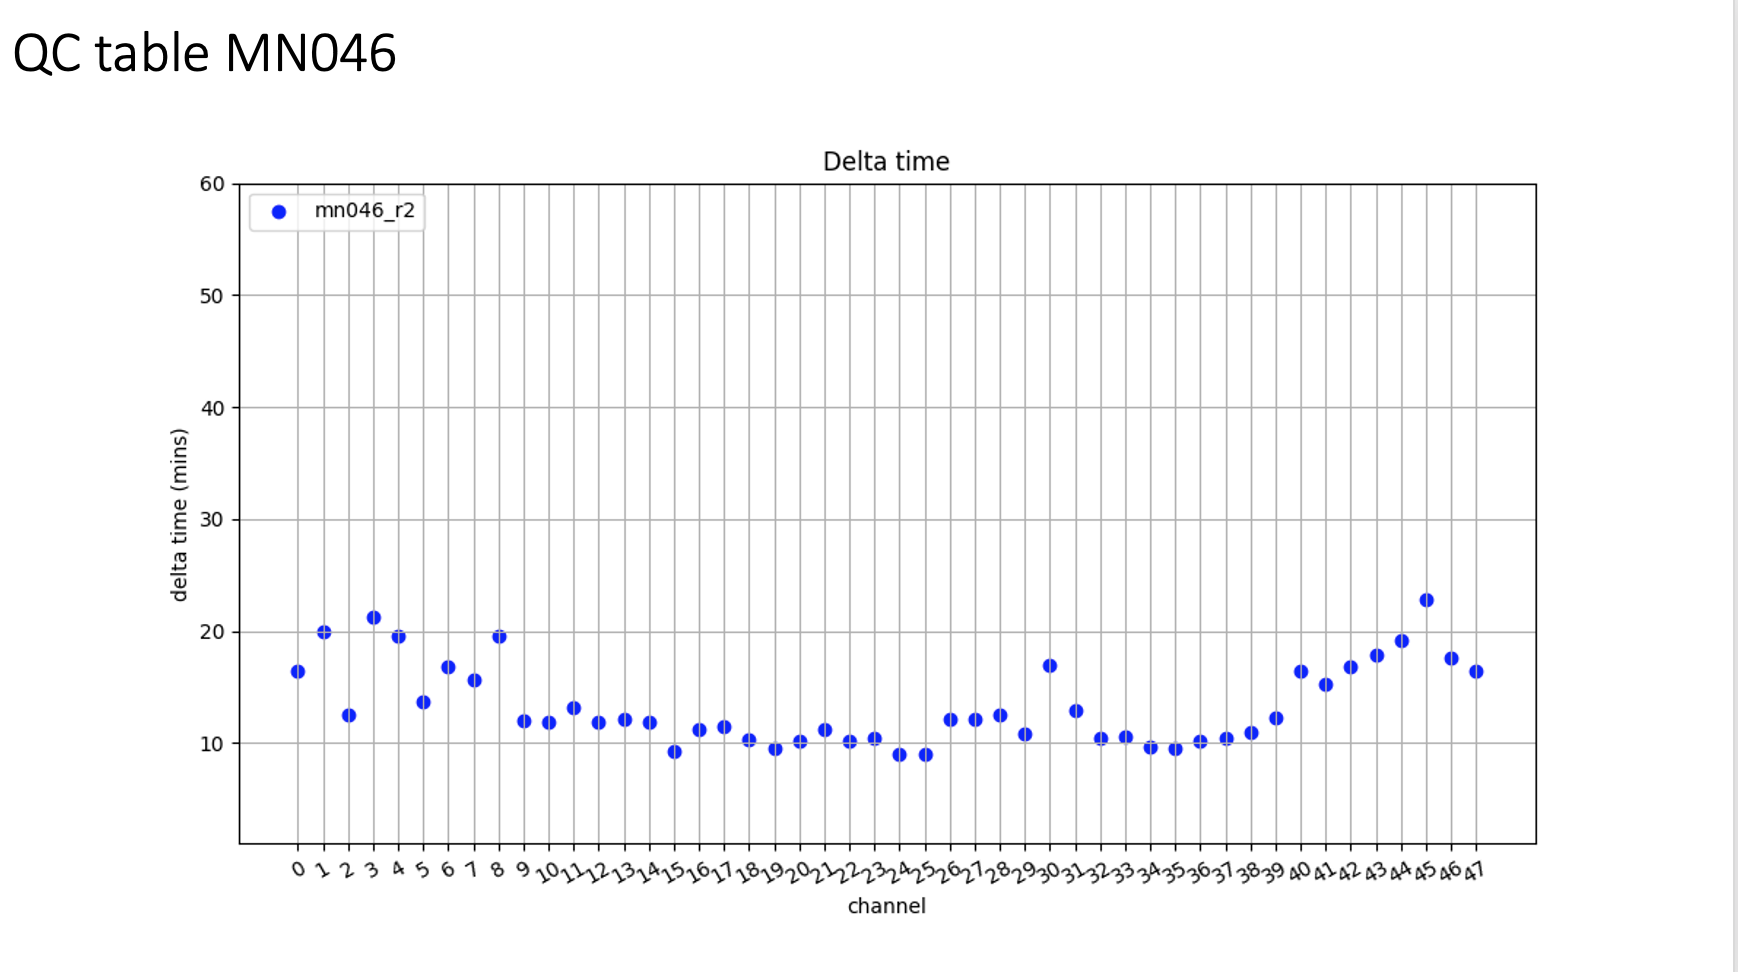 QC table MN046
Delta time
mn046_r2
60
50
40
30
20
10
delta time (mins)
0 1 2 3 4 5 6 7 8 9 10 11 12 13 14 15 16 17 18 19 20 21 22 23 24 25 26 27 28 29 30 31 32 33 34 35 36 37 38 39 40 41 42 43 44 45 46 47
channel